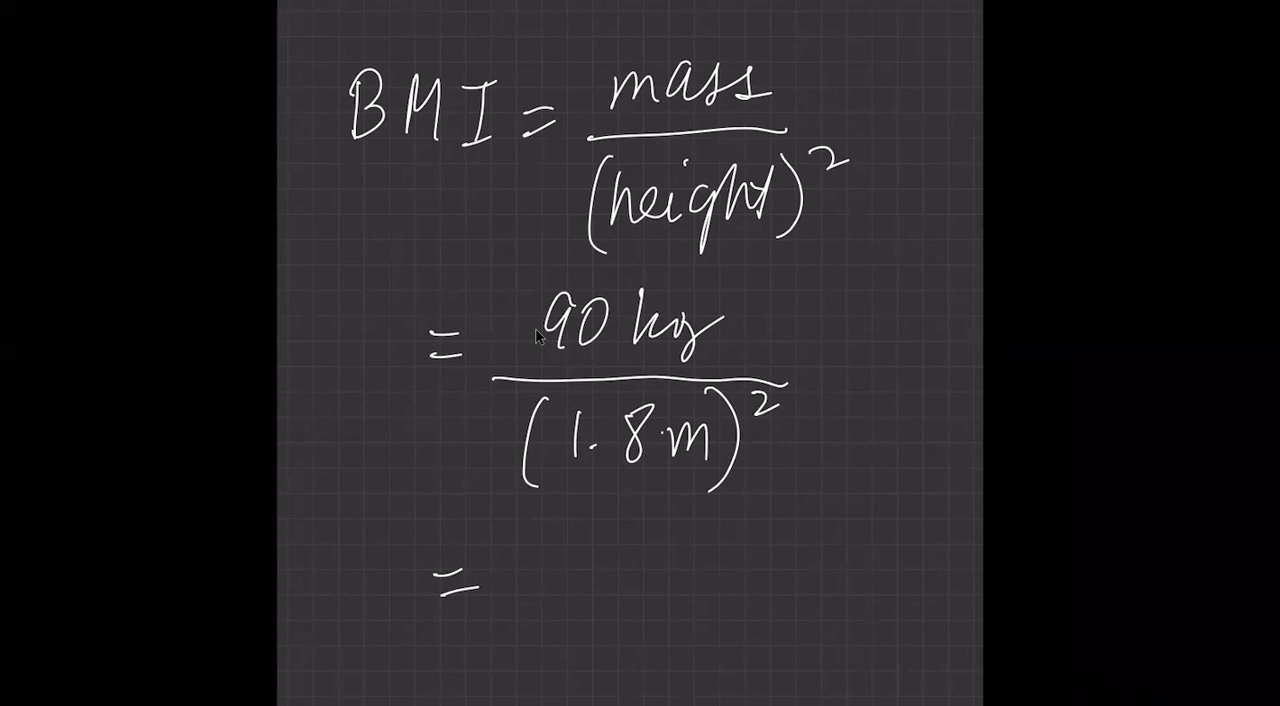 BMI = mass
(height)²
= 90 kg
(1.8 m)²
=